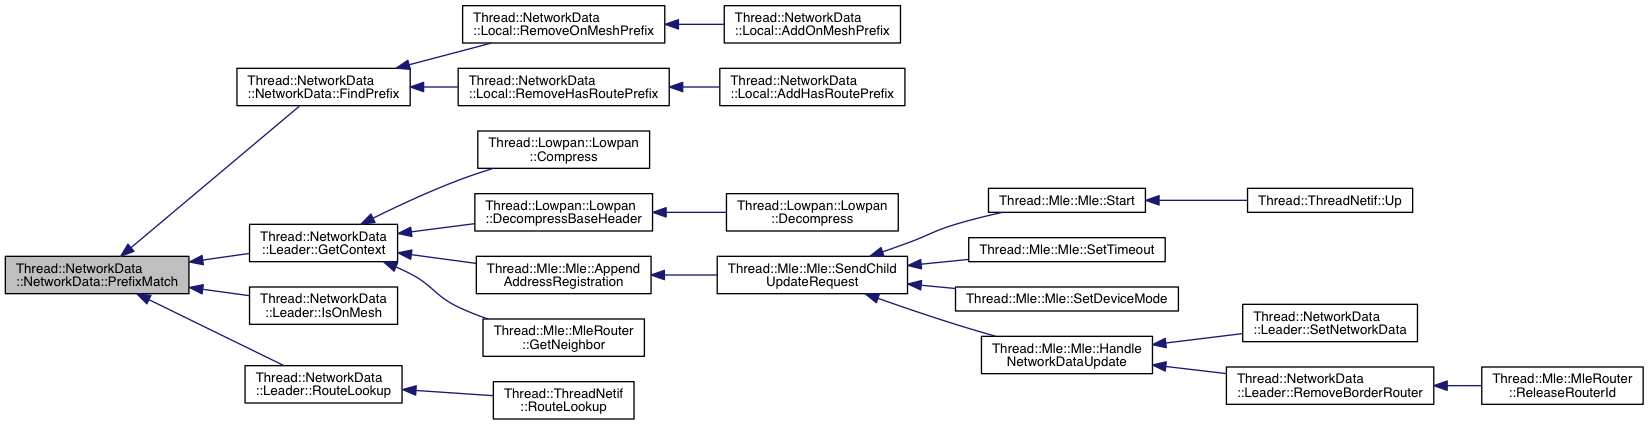 Thread::NetworkData
::Local::RemoveOnMeshPrefix
Thread::NetworkData
::Local::AddOnMeshPrefix
Thread::NetworkData
::NetworkData::FindPrefix
Thread::NetworkData
::Local::RemoveHasRoutePrefix
Thread::NetworkData
::Local::AddHasRoutePrefix
Thread::Lowpan::Lowpan
::Compress
Thread::Lowpan::Lowpan
::DecompressBaseHeader
Thread::Lowpan::Lowpan
::Decompress
Thread::Mle::Mle::Start
Thread::ThreadNetif::Up
Thread::NetworkData
::Leader::GetContext
Thread::Mle::Mle::SetTimeout
Thread::NetworkData
::NetworkData::PrefixMatch
Thread::Mle::Mle::Append
AddressRegistration
Thread::Mle::Mle::SendChild
UpdateRequest
Thread::Mle::Mle::SetDeviceMode
Thread::NetworkData
::Leader::IsOnMesh
Thread::Mle::MleRouter
::GetNeighbor
Thread::Mle::Mle::Handle
NetworkDataUpdate
Thread::NetworkData
::Leader::SetNetworkData
Thread::NetworkData
::Leader::RouteLookup
Thread::ThreadNetif
::RouteLookup
Thread::NetworkData
::Leader::RemoveBorderRouter
Thread::Mle::MleRouter
::ReleaseRouterId